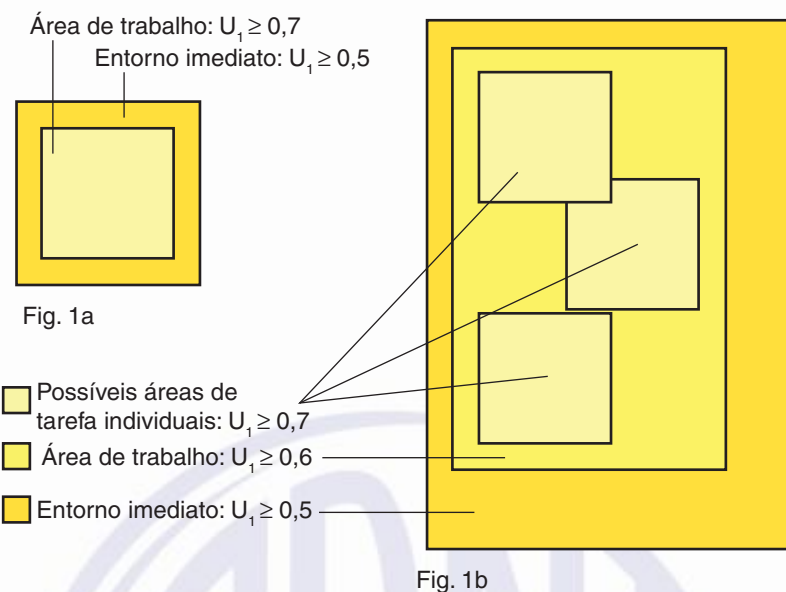 Área de trabalho: U₁ ≥ 0,7
Entorno imediato: U₁ ≥ 0,5
Fig. 1a
Possíveis áreas de
tarefa individuais: U₁ ≥ 0,7
Área de trabalho: U₁ ≥ 0,6
Entorno imediato: U₁ ≥ 0,5
Fig. 1b